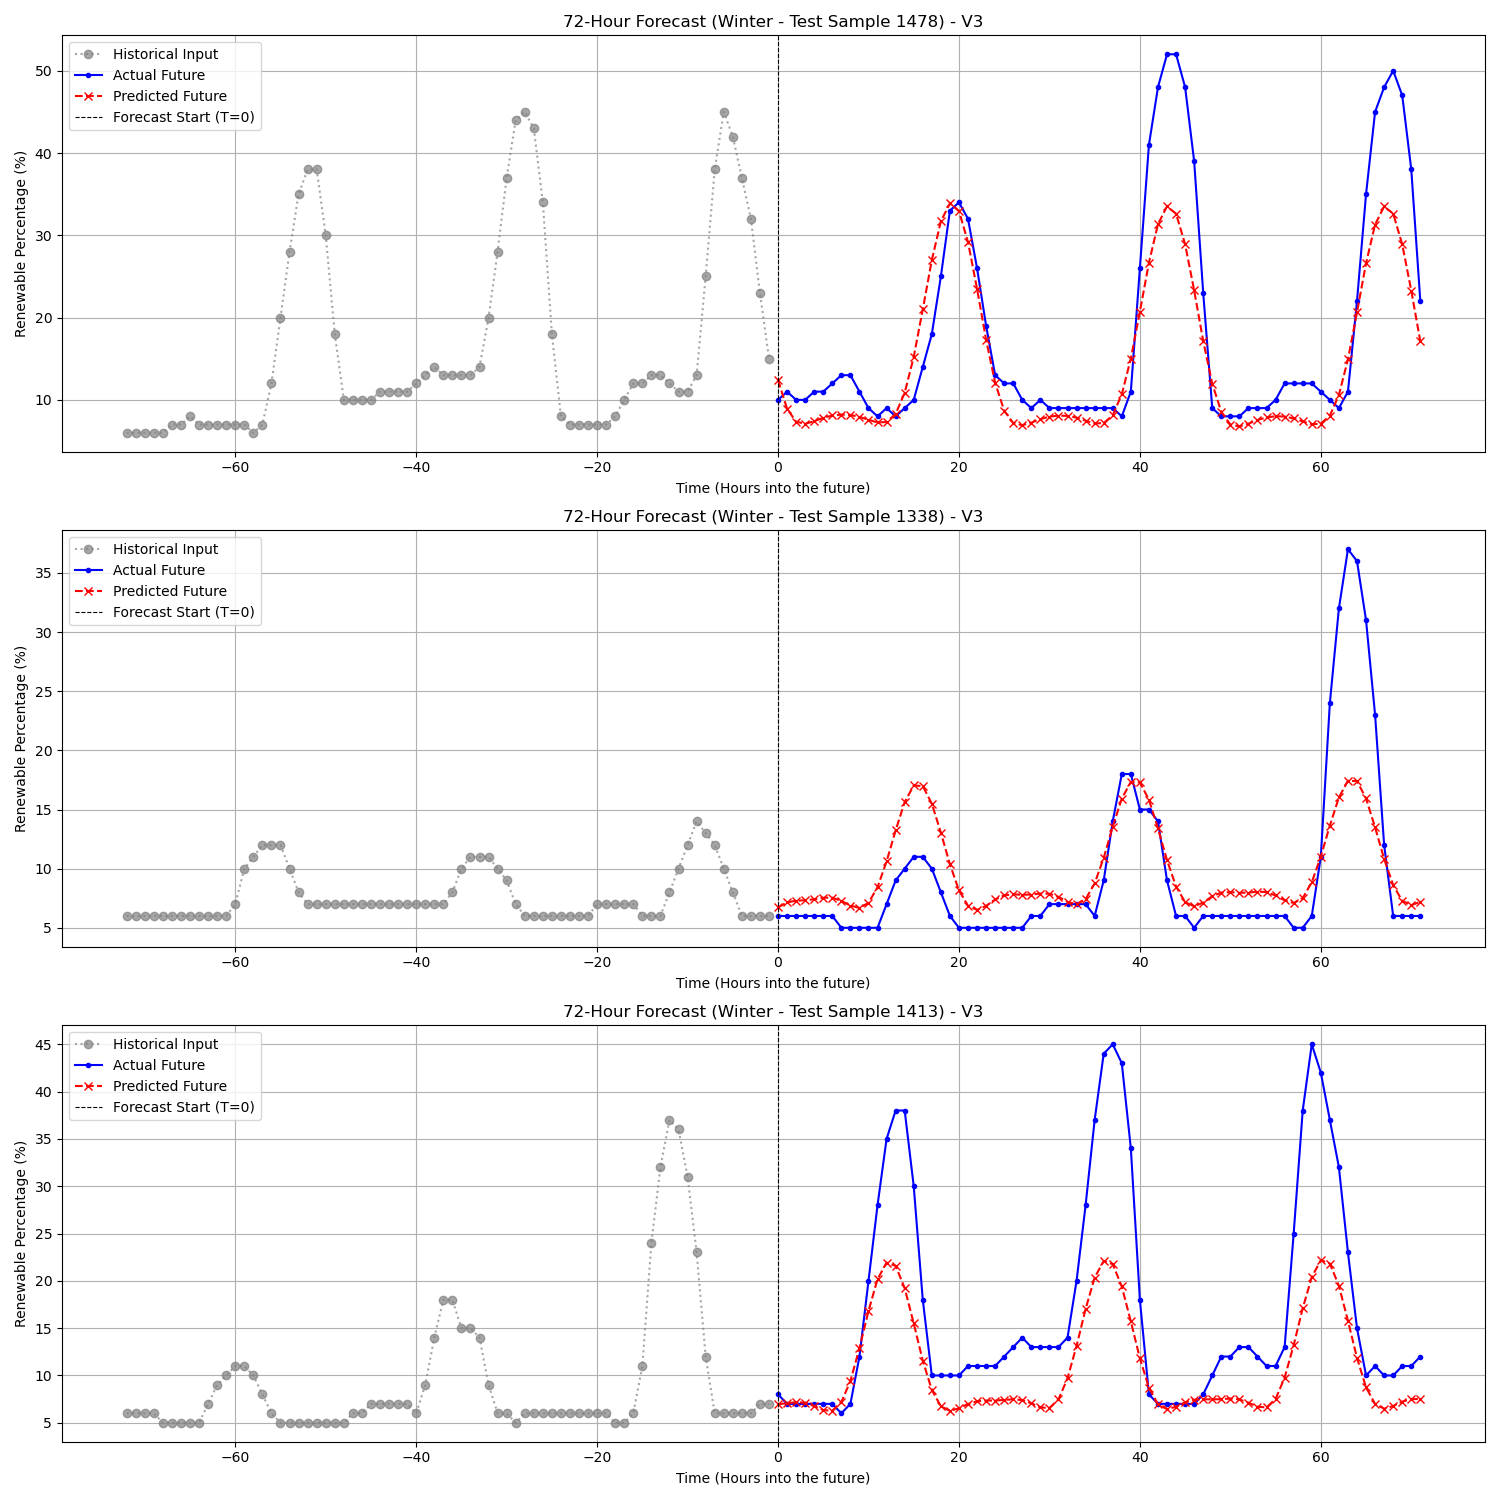 72-Hour Forecast (Winter - Test Sample 1478) - V3
Historical Input
Actual Future
Predicted Future
Forecast Start (T=0)
Renewable Percentage (%)
50
40
30
20
10
−60
−40
−20
0
20
40
60
Time (Hours into the future)
72-Hour Forecast (Winter - Test Sample 1338) - V3
Historical Input
Actual Future
Predicted Future
Forecast Start (T=0)
Renewable Percentage (%)
35
30
25
20
15
10
5
−60
−40
−20
0
20
40
60
Time (Hours into the future)
72-Hour Forecast (Winter - Test Sample 1413) - V3
Historical Input
Actual Future
Predicted Future
Forecast Start (T=0)
Renewable Percentage (%)
45
40
35
30
25
20
15
10
5
−60
−40
−20
0
20
40
60
Time (Hours into the future)